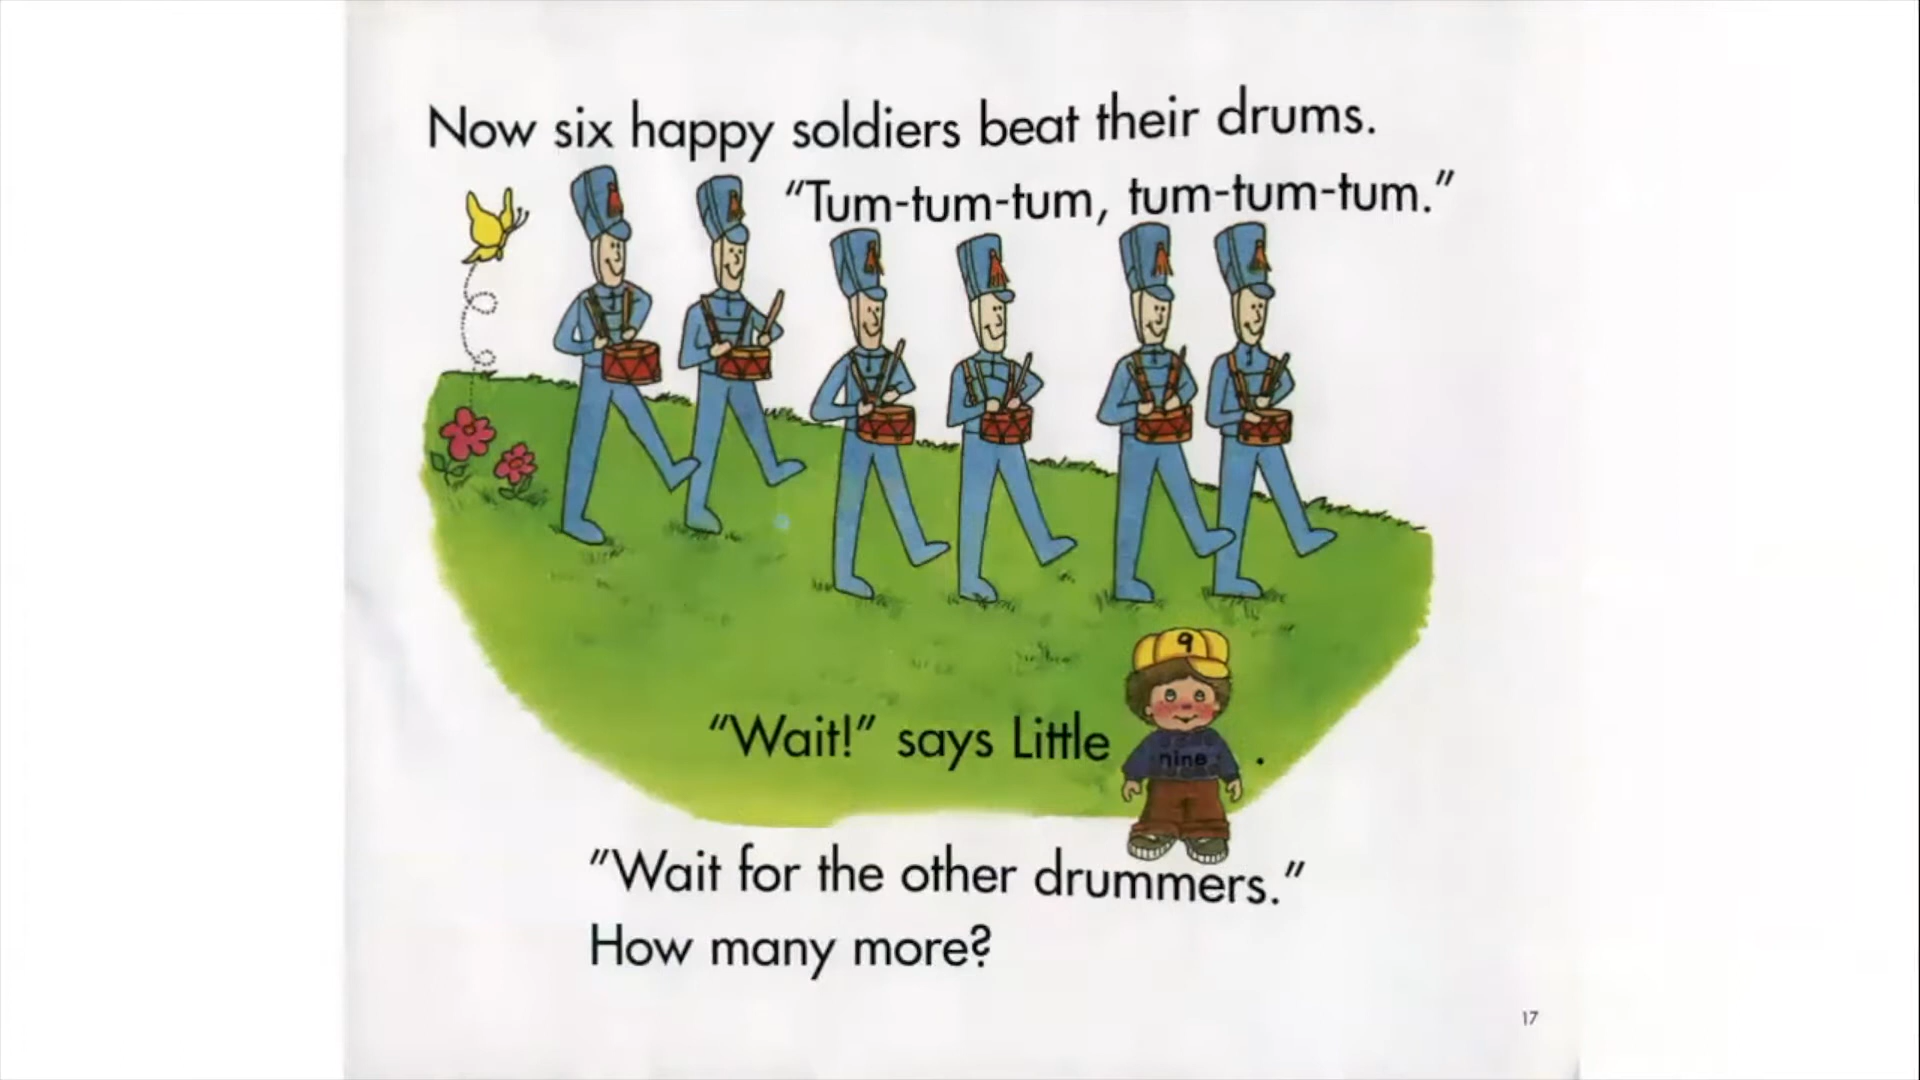 Now six happy soldiers beat their drums.
"Tum-tum-tum, tum-tum-tum."
9
"Wait!" says Little .
nine
"Wait for the other drummers."
How many more?
17